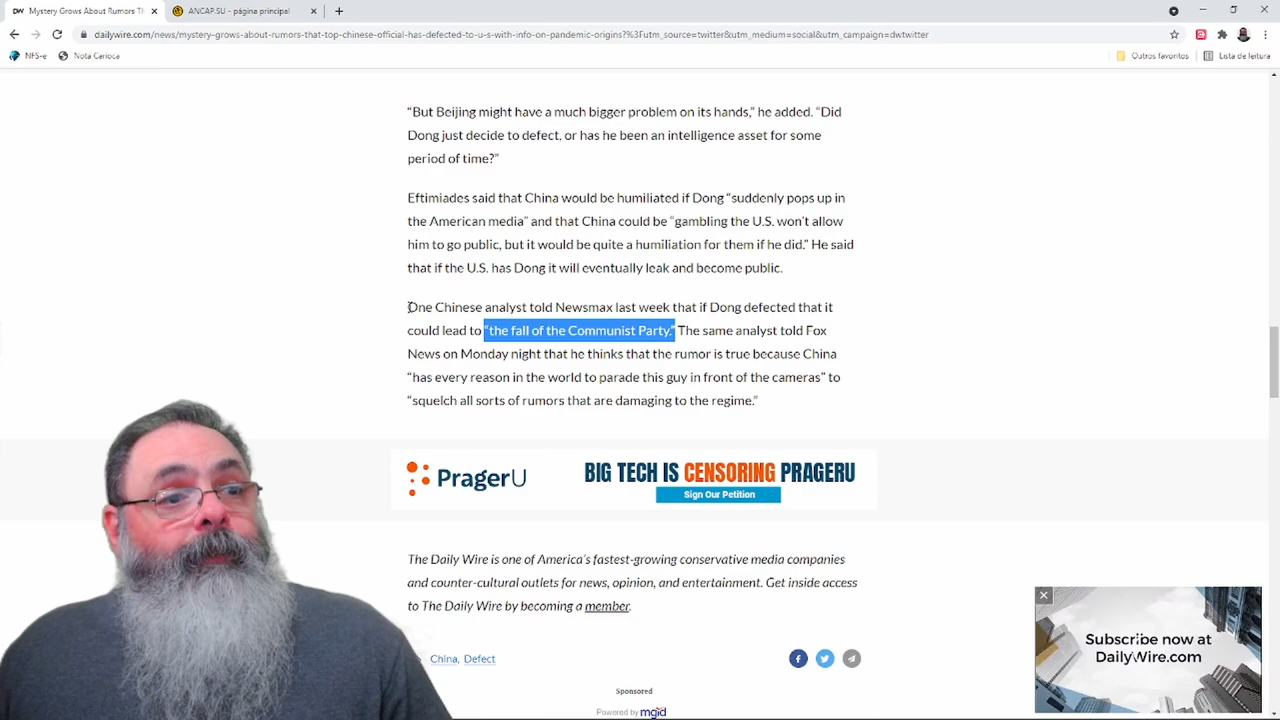 DW Mystery Grows About Rumors Th
ANCAP.SU - página principal
dailywire.com/news/mystery-grows-about-rumors-that-top-chinese-official-has-defected-to-u-s-with-info-on-pandemic-origins?%3Futm_source=twitter&utm_medium=social&utm_campaign=dwtwitter
NFS-e
Nota Carioca
Outros favoritos
Lista de leitura
“But Beijing might have a much bigger problem on its hands,” he added. “Did
Dong just decide to defect, or has he been an intelligence asset for some
period of time?”
Eftimiades said that China would be humiliated if Dong “suddenly pops up in
the American media” and that China could be “gambling the U.S. won’t allow
him to go public, but it would be quite a humiliation for them if he did.” He said
that if the U.S. has Dong it will eventually leak and become public.
One Chinese analyst told Newsmax last week that if Dong defected that it
could lead to “the fall of the Communist Party.” The same analyst told Fox
News on Monday night that he thinks that the rumor is true because China
“has every reason in the world to parade this guy in front of the cameras” to
“squelch all sorts of rumors that are damaging to the regime.”
PragerU
BIG TECH IS CENSORING PRAGERU
Sign Our Petition
The Daily Wire is one of America’s fastest-growing conservative media companies
and counter-cultural outlets for news, opinion, and entertainment. Get inside access
to The Daily Wire by becoming a member.
China, Defect
Subscribe now at
DailyWire.com
Sponsored
Powered by mgid